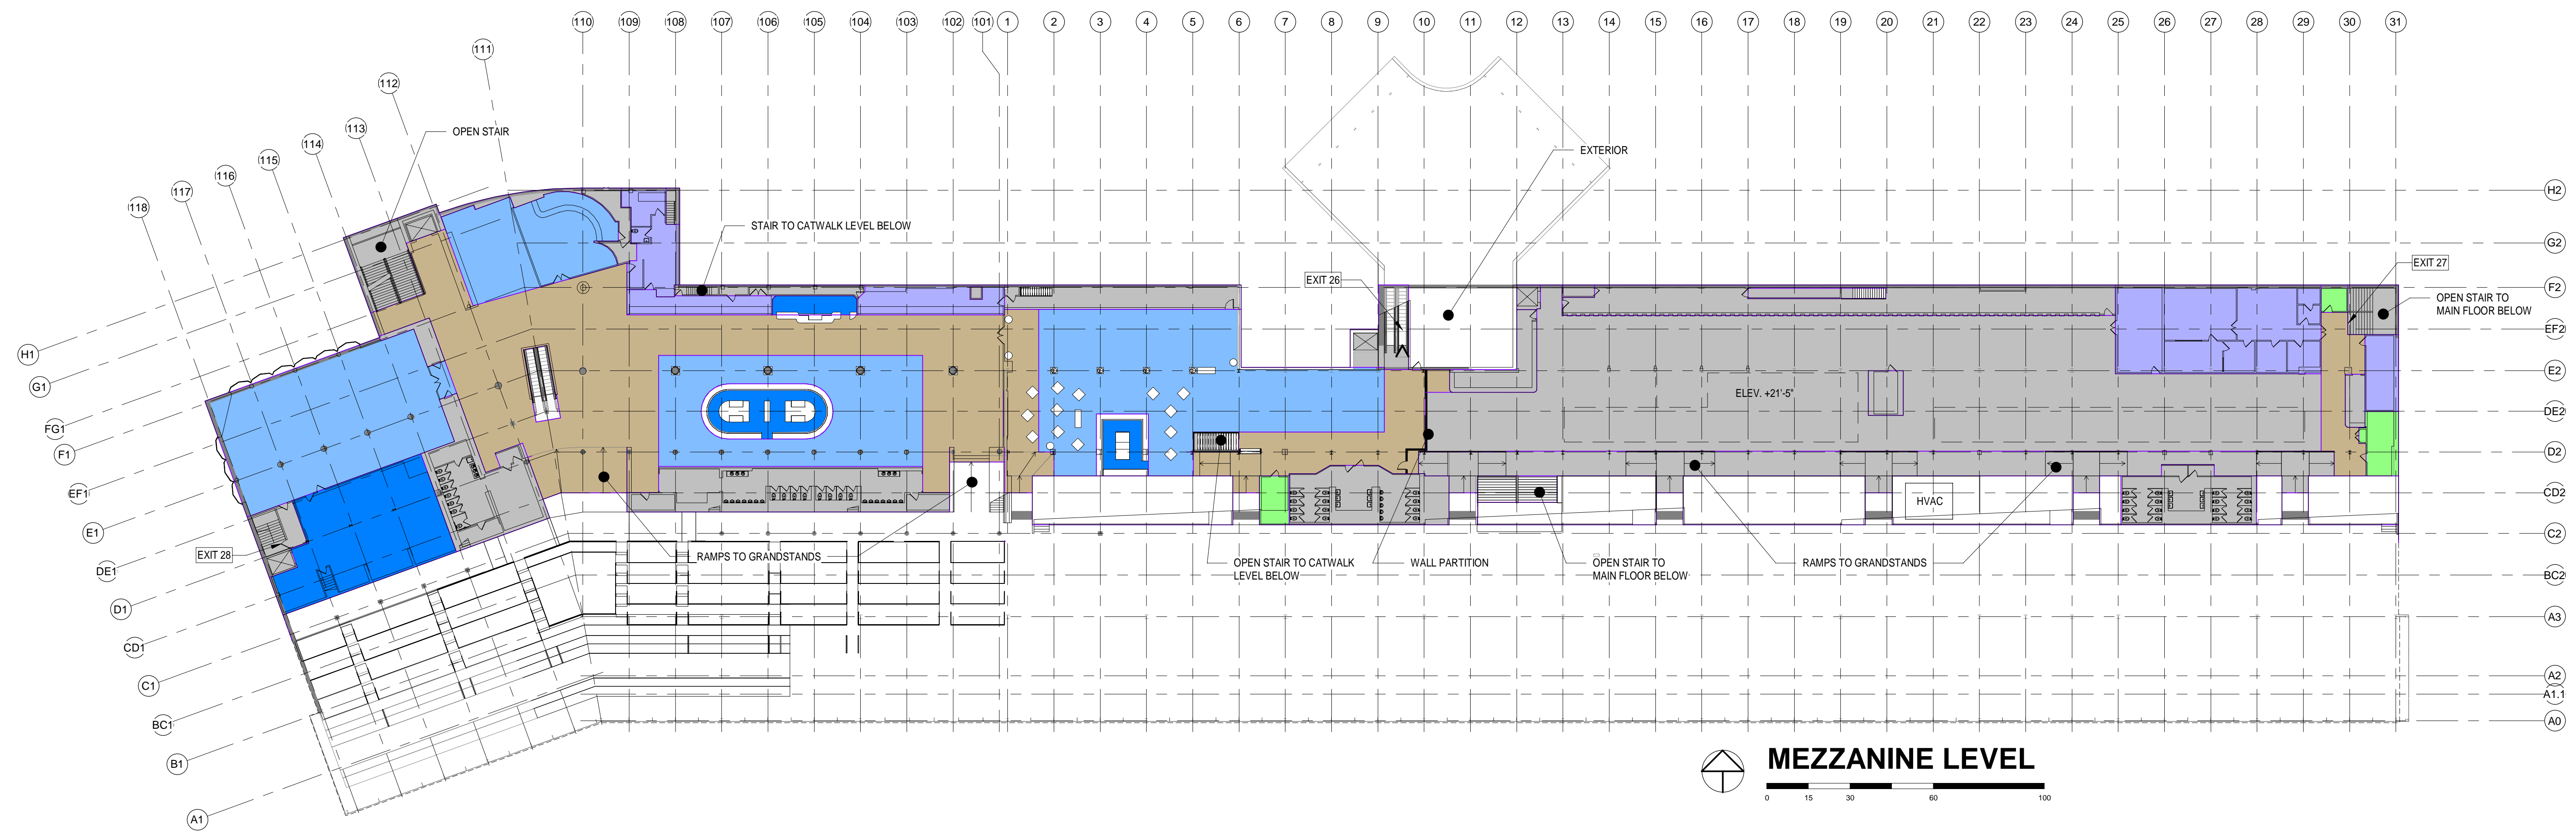 110 109 108 107 106 105 104 103 102 101 1 2 3 4 5 6 7 8 9 10 11 12 13 14 15 16 17 18 19 20 21 22 23 24 25 26 27 28 29 30 31
111
112
113
114
115
116
117
118
OPEN STAIR
EXTERIOR
H2
STAIR TO CATWALK LEVEL BELOW
G2
EXIT 26
EXIT 27
F2
OPEN STAIR TO
MAIN FLOOR BELOW
EF2
H1
E2
G1
ELEV. +21'-5"
DE2
FG1
F1
D2
EF1
CD2
HVAC
E1
C2
EXIT 28
RAMPS TO GRANDSTANDS
OPEN STAIR TO CATWALK
LEVEL BELOW
WALL PARTITION
OPEN STAIR TO
MAIN FLOOR BELOW
RAMPS TO GRANDSTANDS
DE1
BC2
D1
A3
CD1
A2
C1
A1.1
BC1
A0
B1
MEZZANINE LEVEL
0 15 30 60 100
A1